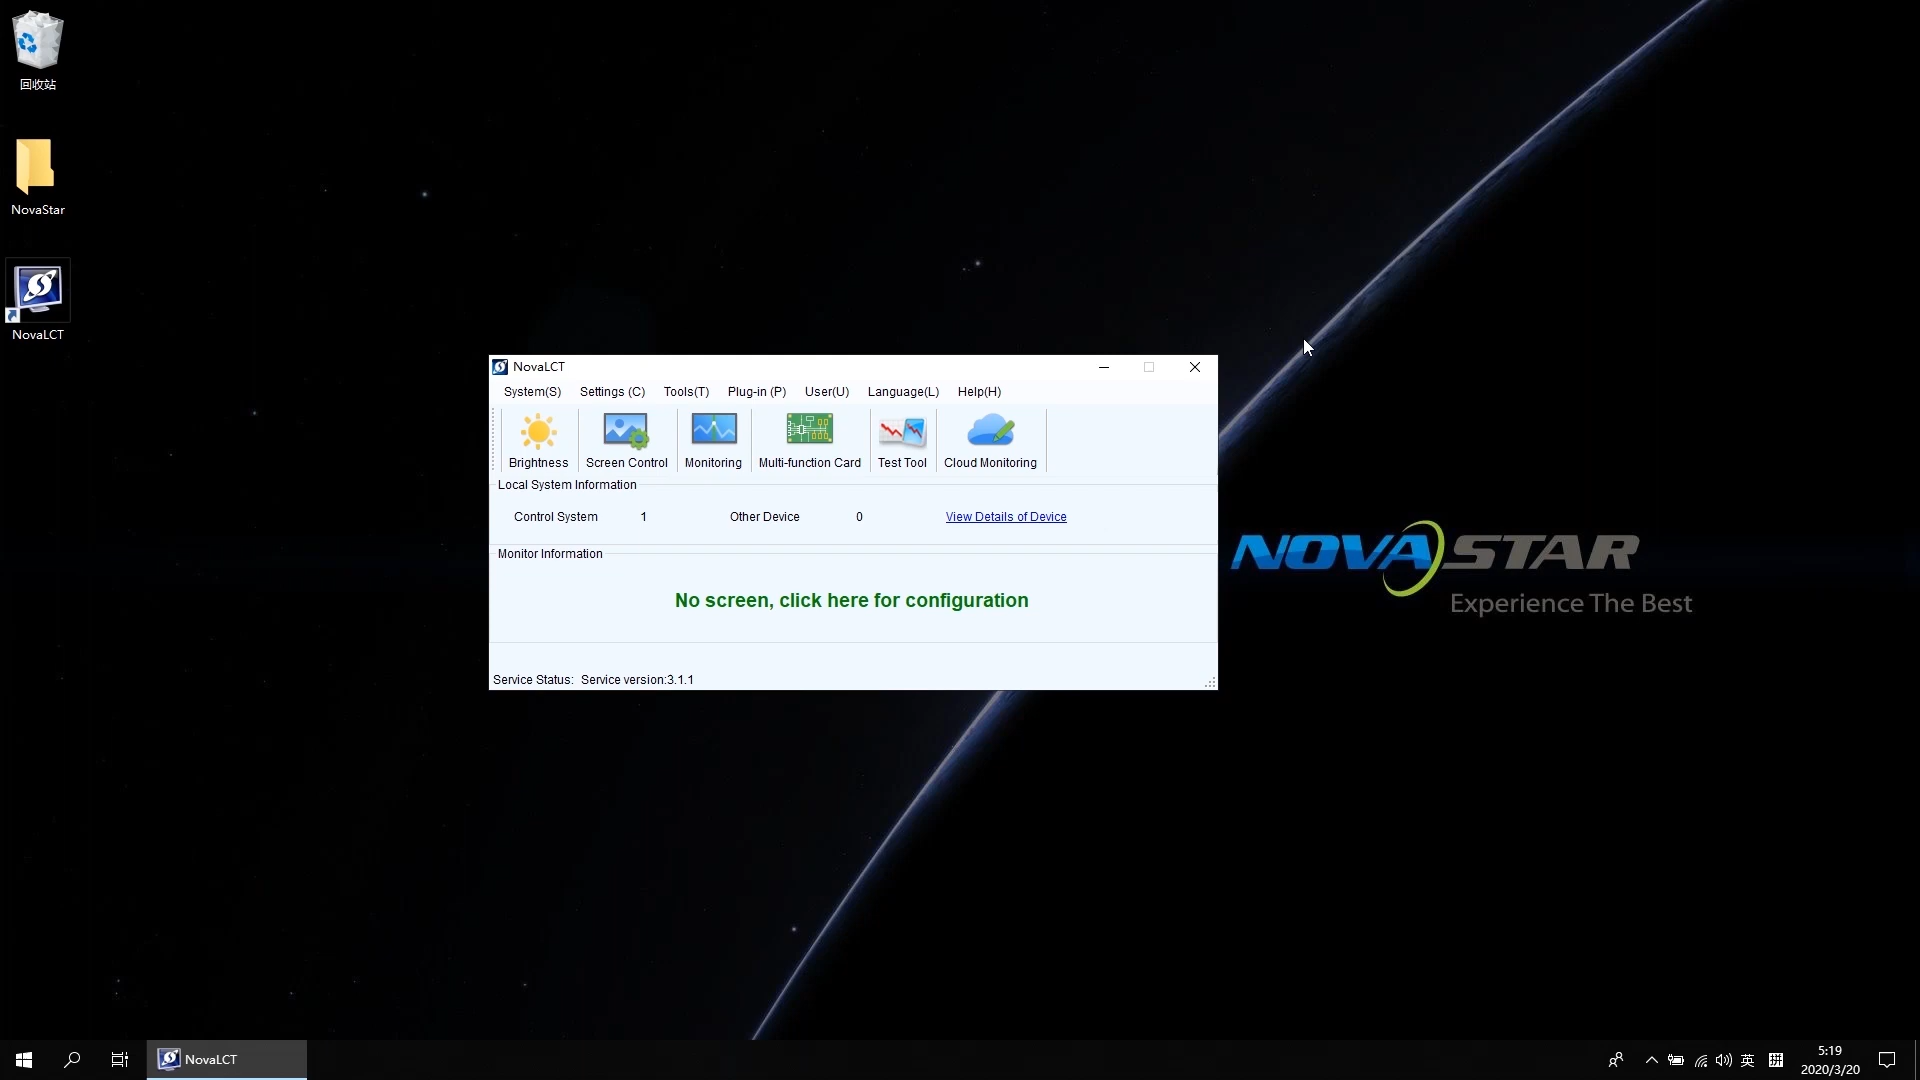 回收站
NovaStar
NovaLCT
NovaLCT
System(S) Settings (C) Tools(T) Plug-in (P) User(U) Language(L) Help(H)
Brightness Screen Control Monitoring Multi-function Card Test Tool Cloud Monitoring
Local System Information
Control System 1 Other Device 0 View Details of Device
Monitor Information
No screen, click here for configuration
Service Status: Service version:3.1.1
NOVASTAR
Experience The Best
NovaLCT
英
拼
5:19
2020/3/20